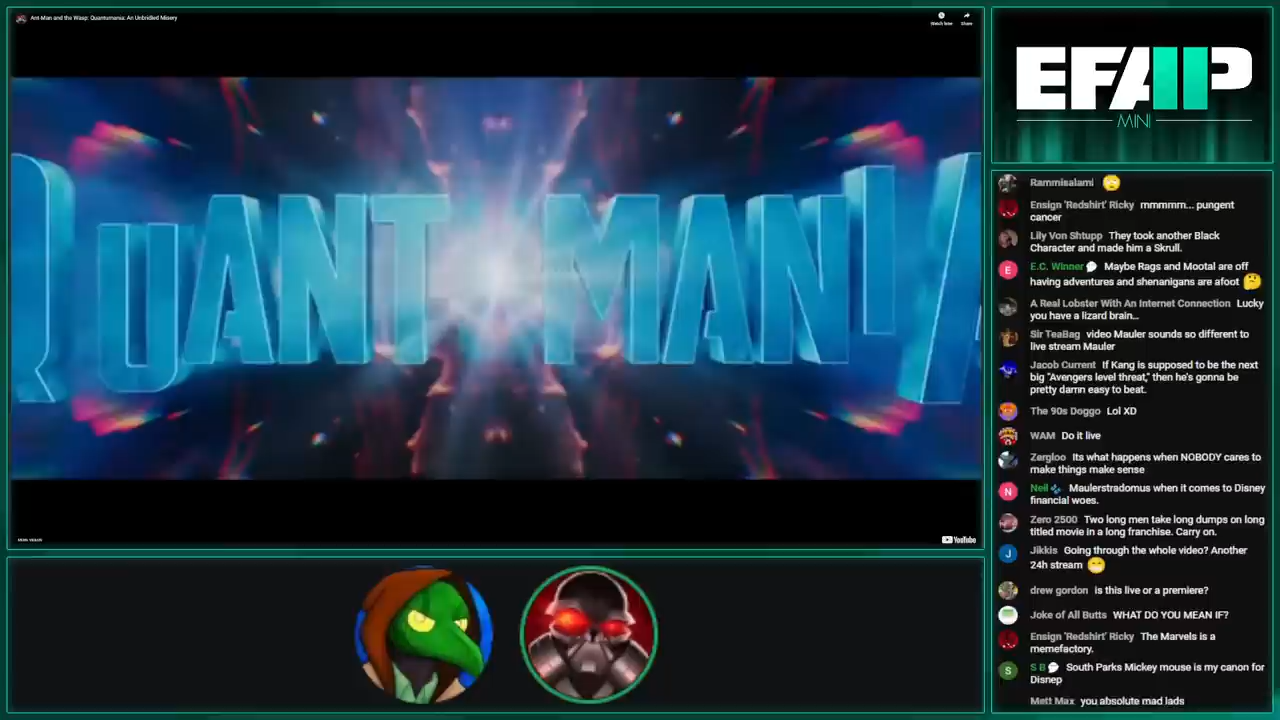 Ant-Man and the Wasp: Quantumania: An Unbridled Misery
Watch later
Share
QUANTUMANIA
MORE VIDEOS
YouTube
EFAP
MINI
Rammisalami
Ensign 'Redshirt' Ricky mmmmm... pungent
cancer
Lily Von Shtupp They took another Black
Character and made him a Skrull.
E
E.C. Winner Maybe Rags and Mootal are off
having adventures and shenanigans are afoot
A Real Lobster With An Internet Connection Lucky
you have a lizard brain...
Sir TeaBag video Mauler sounds so different to
live stream Mauler
Jacob Current If Kang is supposed to be the next
big "Avengers level threat," then he's gonna be
pretty damn easy to beat.
The 90s Doggo Lol XD
WAM Do it live
Zergloo Its what happens when NOBODY cares to
make things make sense
N
Neil Maulerstradomus when it comes to Disney
financial woes.
Zero 2500 Two long men take long dumps on long
titled movie in a long franchise. Carry on.
J
Jikkis Going through the whole video? Another
24h stream
drew gordon is this live or a premiere?
Joke of All Butts WHAT DO YOU MEAN IF?
Ensign 'Redshirt' Ricky The Marvels is a
memefactory.
S
S B South Parks Mickey mouse is my canon for
Disnep
Mett Max you absolute mad lads